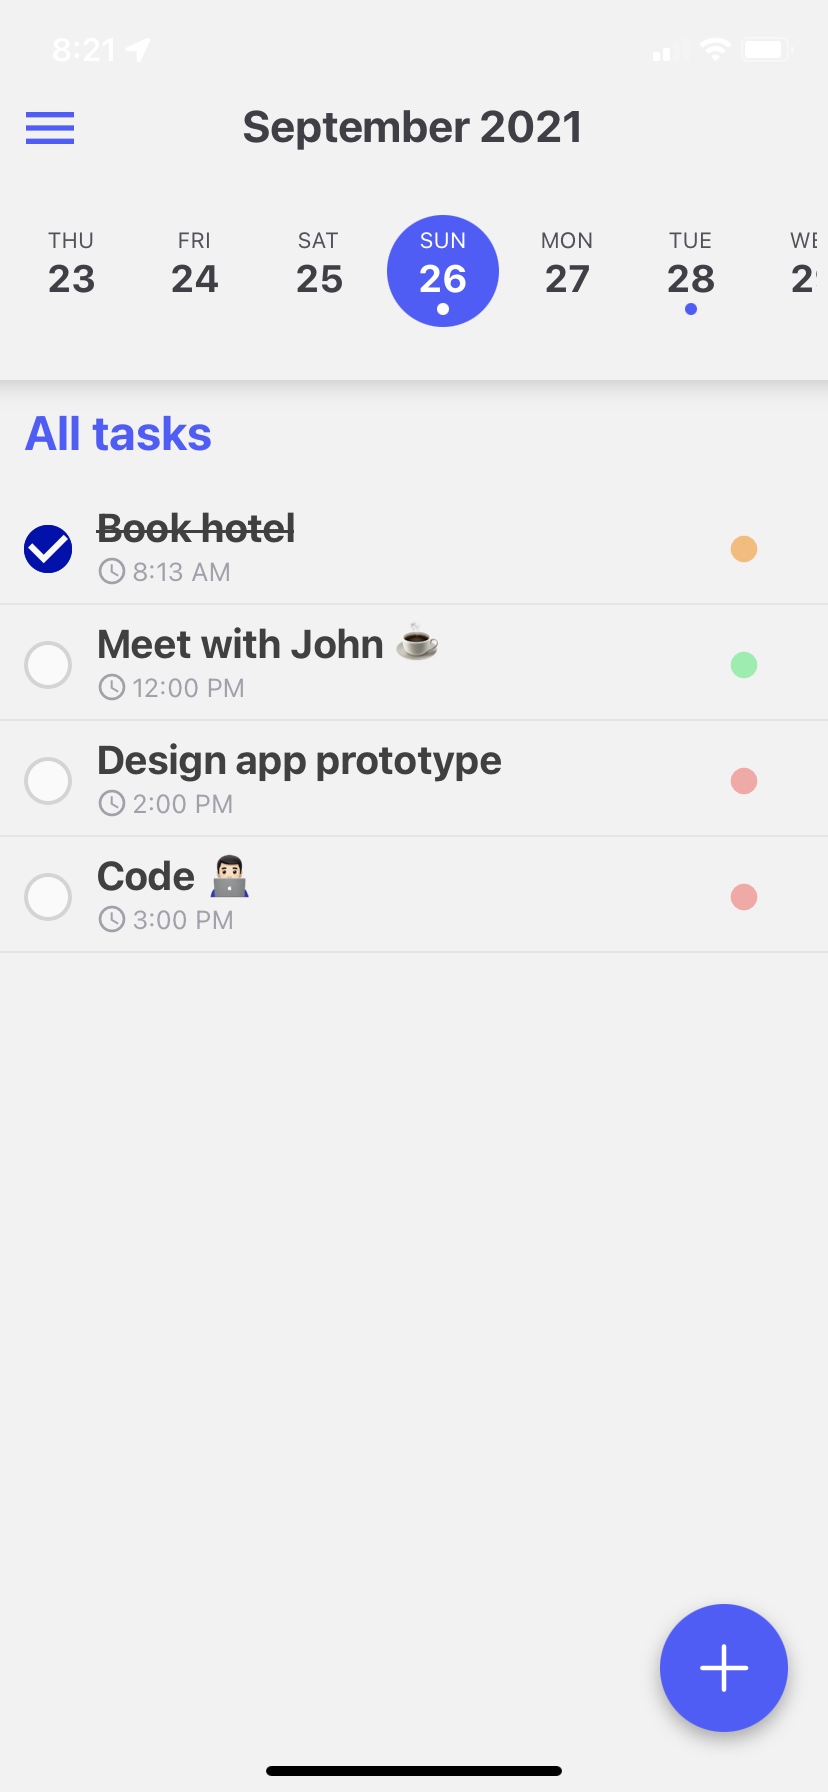 8:21
September 2021
THU FRI SAT SUN MON TUE WE
23 24 25 26 27 28
All tasks
Book hotel
8:13 AM
Meet with John ☕
12:00 PM
Design app prototype
2:00 PM
Code 👨🏻‍💻
3:00 PM